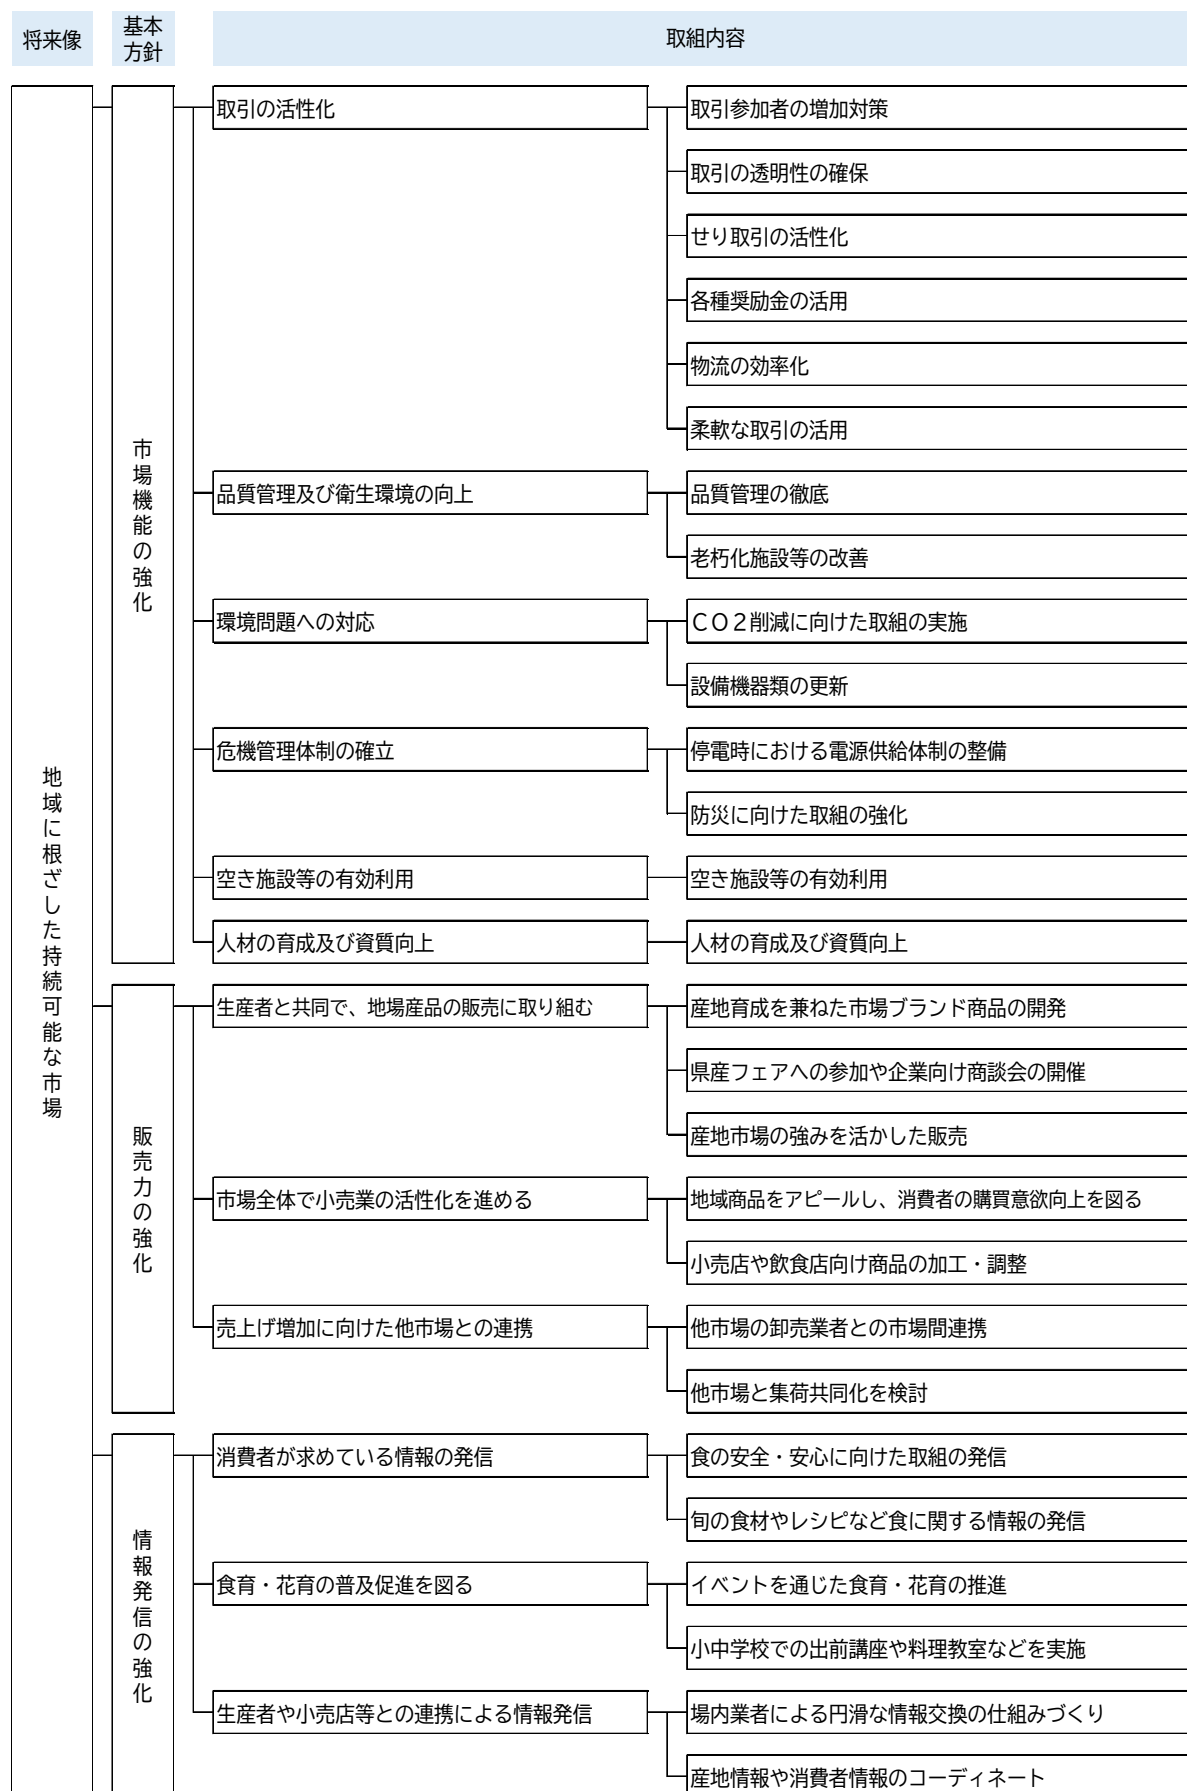 将来像
基本
方針
取組内容
地域に根ざした持続可能な市場
市場機能の強化
取引の活性化
取引参加者の増加対策
取引の透明性の確保
せり取引の活性化
各種奨励金の活用
物流の効率化
柔軟な取引の活用
品質管理及び衛生環境の向上
品質管理の徹底
老朽化施設等の改善
環境問題への対応
CO2削減に向けた取組の実施
設備機器類の更新
危機管理体制の確立
停電時における電源供給体制の整備
防災に向けた取組の強化
空き施設等の有効利用
空き施設等の有効利用
人材の育成及び資質向上
人材の育成及び資質向上
販売力の強化
生産者と共同で、地場産品の販売に取り組む
産地育成を兼ねた市場ブランド商品の開発
県産フェアへの参加や企業向け商談会の開催
産地市場の強みを活かした販売
市場全体で小売業の活性化を進める
地域商品をアピールし、消費者の購買意欲向上を図る
小売店や飲食店向け商品の加工・調整
売上げ増加に向けた他市場との連携
他市場の卸売業者との市場間連携
他市場と集荷共同化を検討
情報発信の強化
消費者が求めている情報の発信
食の安全・安心に向けた取組の発信
旬の食材やレシピなど食に関する情報の発信
食育・花育の普及促進を図る
イベントを通じた食育・花育の推進
小中学校での出前講座や料理教室などを実施
生産者や小売店等との連携による情報発信
場内業者による円滑な情報交換の仕組みづくり
産地情報や消費者情報のコーディネート